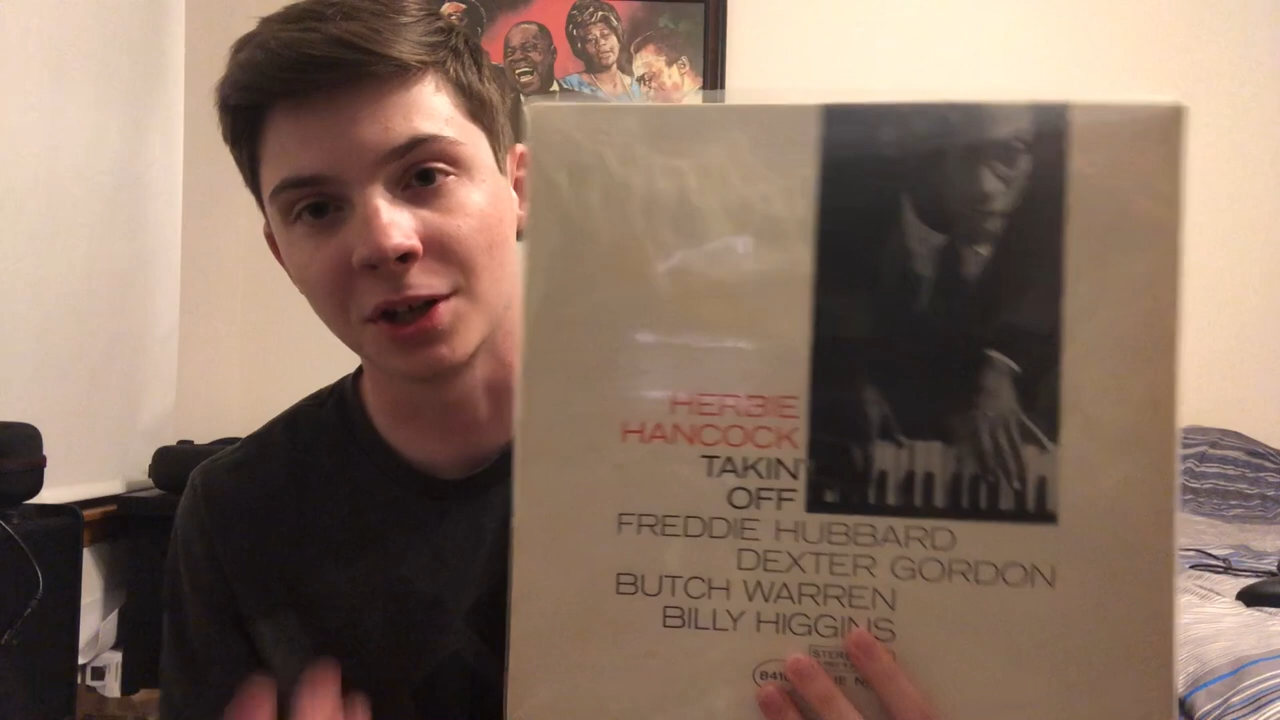 HERBIE
HANCOCK
TAKIN'
OFF
FREDDIE HUBBARD
DEXTER GORDON
BUTCH WARREN
BILLY HIGGINS